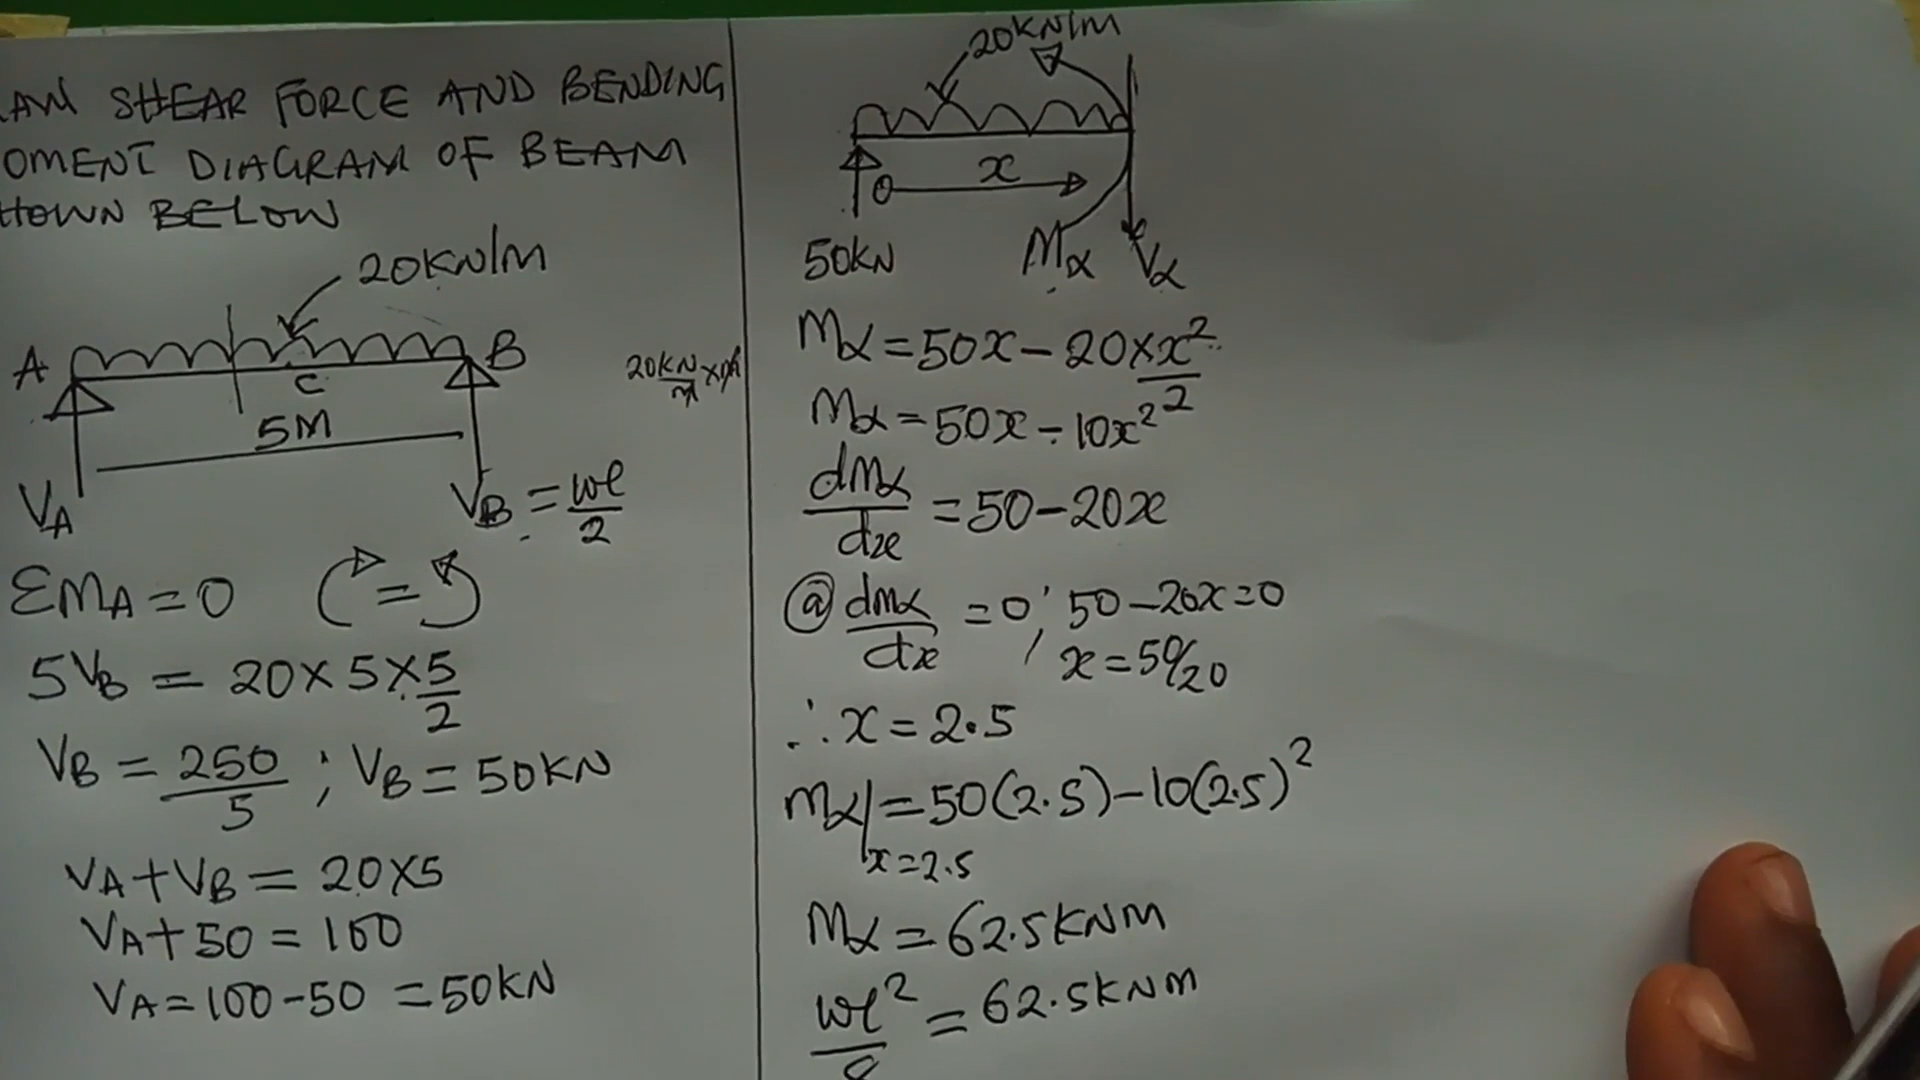 AW SHEAR FORCE AND BENDING
OMENT DIAGRAM OF BEAM
HOWN BELOW
20KN/M
A
B
C
5M
VA
VB = wl/2
20KN/M
ΣMA = 0 ( = )
5VB = 20 × 5 × 5/2
VB = 250/5 ; VB = 50KN
VA + VB = 20×5
VA + 50 = 100
VA = 100 - 50 = 50KN
20KN/M
x
O
50KN
Mx
Vx
Mx = 50x - 20 × x²/2
Mx = 50x - 10x²
dMx/dx = 50 - 20x
@ dMx/dx = 0; 50 - 20x = 0
x = 50/20
∴ x = 2.5
Mx| = 50(2.5) - 10(2.5)²
x = 2.5
Mx = 62.5KNM
wl² = 62.5KNM